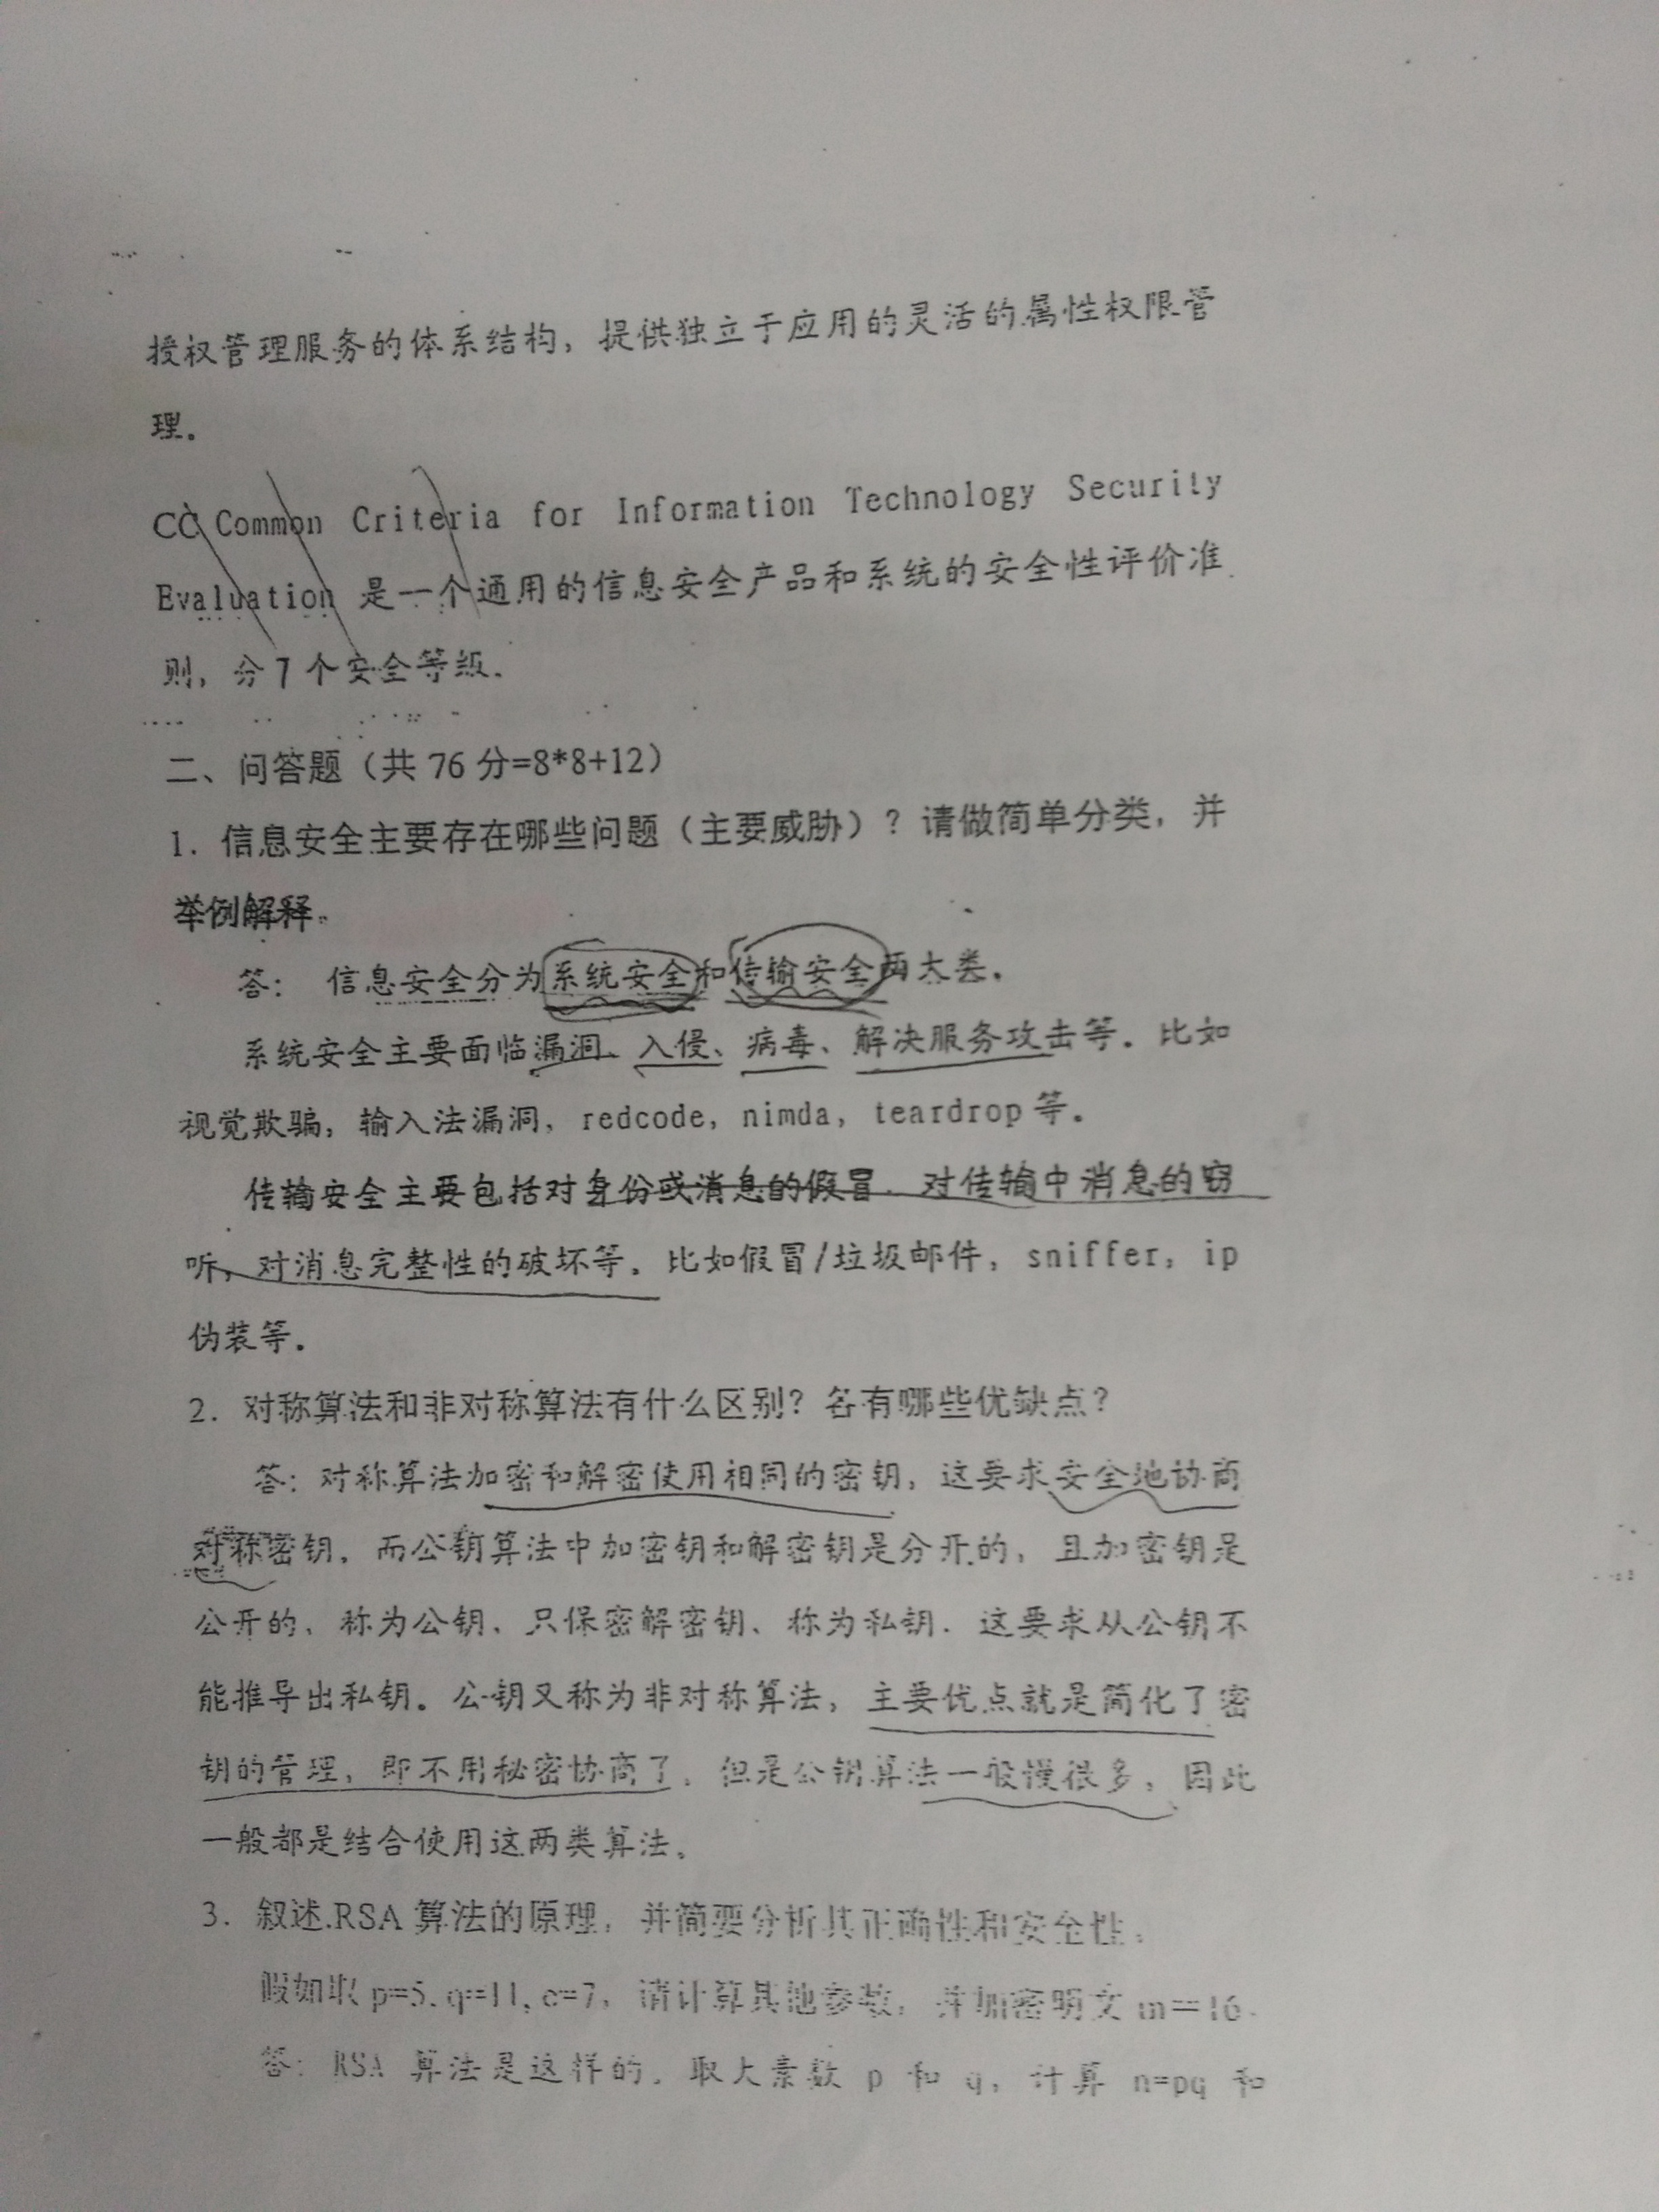 授权管理服务的体系结构，提供独立于应用的灵活的属性权限管
理。
CC Common Criteria for Information Technology Security
Evaluation 是一个通用的信息安全产品和系统的安全性评价准
则，分7个安全等级。
二、问答题（共 76 分=8*8+12）
1. 信息安全主要存在哪些问题（主要威胁）？请做简单分类，并
举例解释。
答： 信息安全分为系统安全和传输安全两大类。
系统安全主要面临漏洞、入侵、病毒、解决服务攻击等。比如
视觉欺骗，输入法漏洞，redcode，nimda，teardrop等。
传输安全主要包括对身份或消息的假冒，对传输中消息的窃
听，对消息完整性的破坏等。比如假冒/垃圾邮件，sniffer，ip
伪装等。
2. 对称算法和非对称算法有什么区别？各有哪些优缺点？
答：对称算法加密和解密使用相同的密钥，这要求安全地协商
对称密钥。而公钥算法中加密钥和解密钥是分开的，且加密钥是
公开的，称为公钥，只保密解密钥、称为私钥。这要求从公钥不
能推导出私钥。公钥又称为非对称算法，主要优点就是简化了密
钥的管理，即不用秘密协商了。但是公钥算法一般慢很多，因此
一般都是结合使用这两类算法。
3. 叙述RSA 算法的原理，并简要分析其正确性和安全性。
假如取 p=5, q=11, e=7，请计算其他参数，并加密明文 m＝16。
答：RSA 算法是这样的，取大素数 p 和 q，计算 n=pq 和